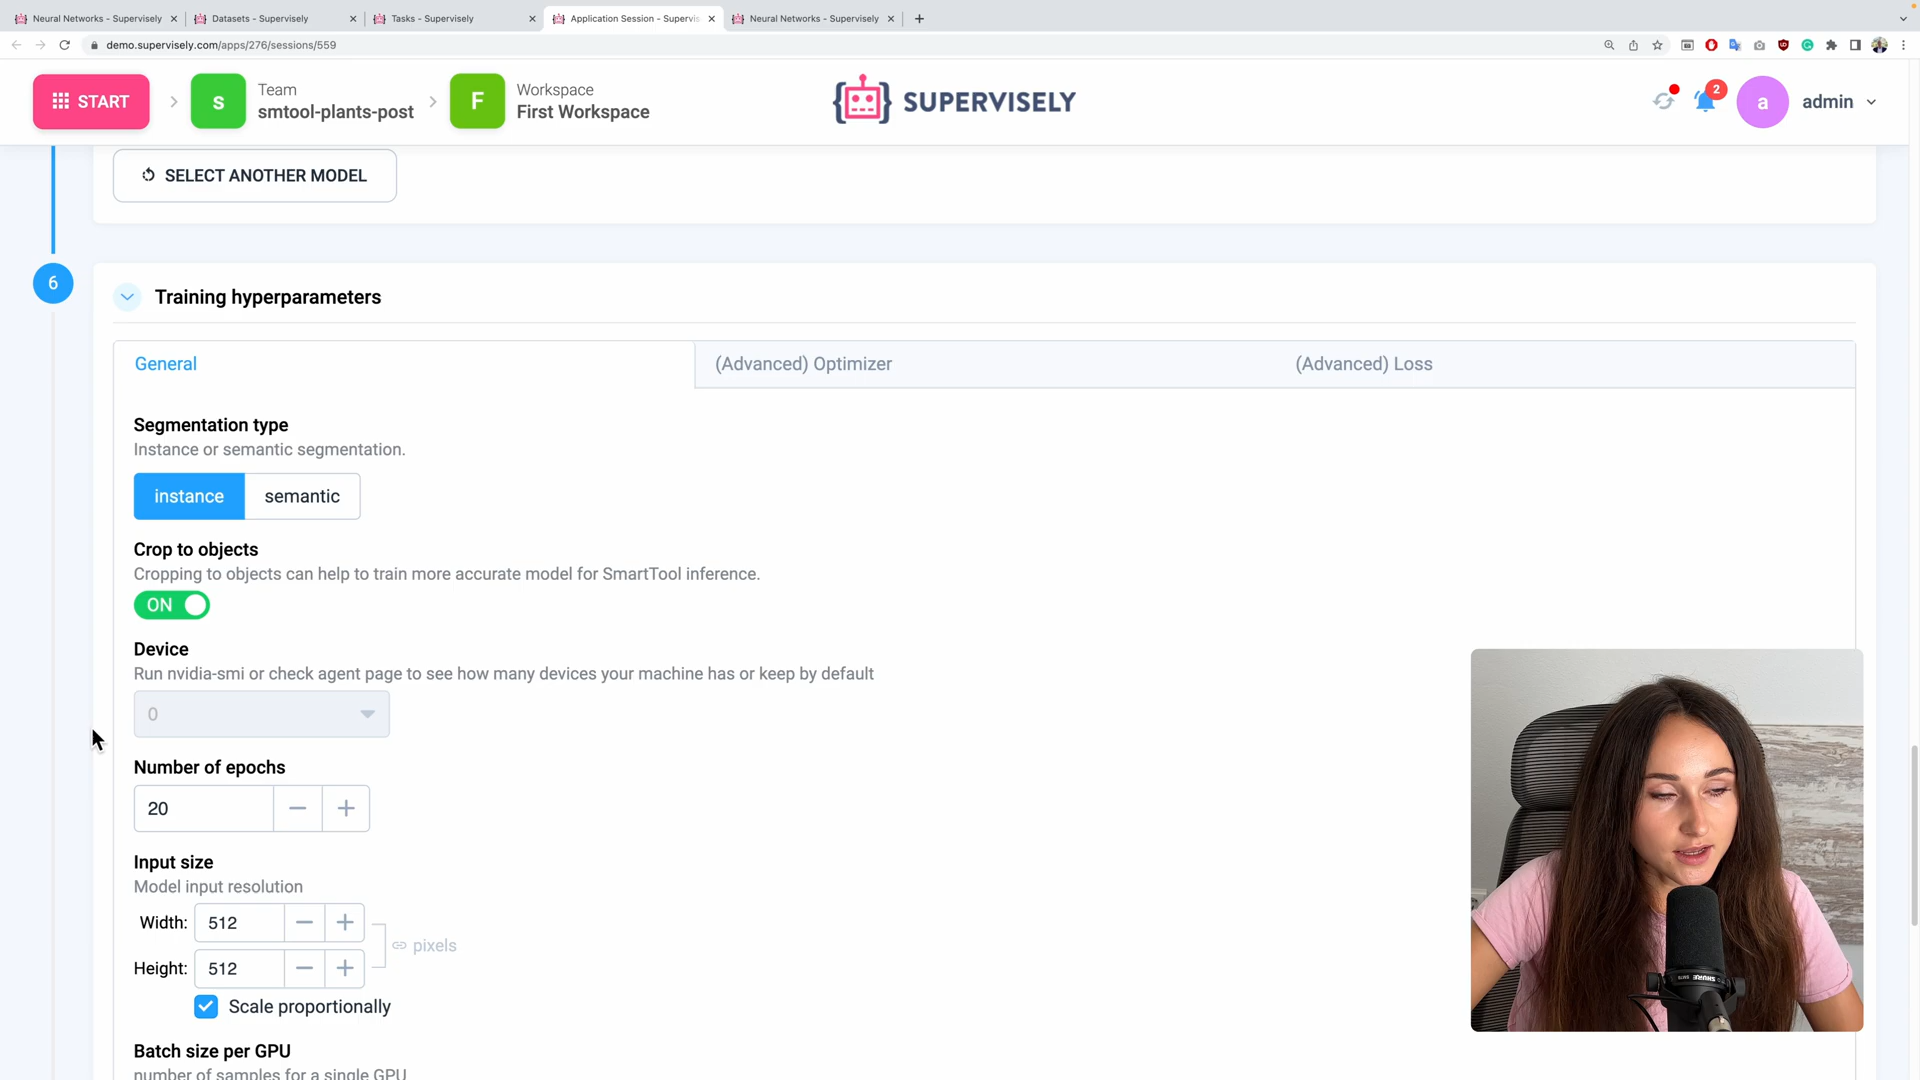 Neural Networks - Supervisely
Datasets - Supervisely
Tasks - Supervisely
Application Session - Supervis
Neural Networks - Supervisely
demo.supervisely.com/apps/276/sessions/559
START
s
Team
smtool-plants-post
F
Workspace
First Workspace
SUPERVISELY
2
a
admin
SELECT ANOTHER MODEL
6
Training hyperparameters
General
(Advanced) Optimizer
(Advanced) Loss
Segmentation type
Instance or semantic segmentation.
instance
semantic
Crop to objects
Cropping to objects can help to train more accurate model for SmartTool inference.
ON
Device
Run nvidia-smi or check agent page to see how many devices your machine has or keep by default
0
Number of epochs
20
Input size
Model input resolution
Width: 512
pixels
Height: 512
Scale proportionally
Batch size per GPU
number of samples for a single GPU
SHURE